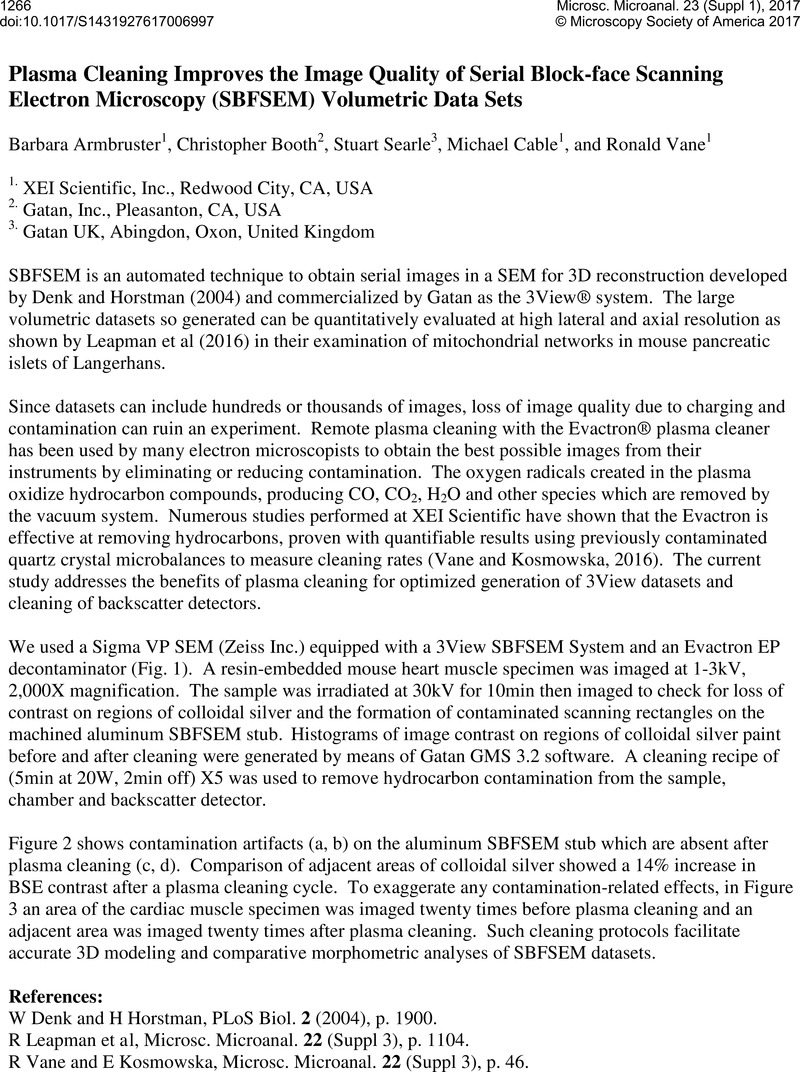 1266
Microsc. Microanal. 23 (Suppl 1), 2017
doi:10.1017/S1431927617006997
© Microscopy Society of America 2017
Plasma Cleaning Improves the Image Quality of Serial Block-face Scanning
Electron Microscopy (SBFSEM) Volumetric Data Sets
Barbara Armbruster1, Christopher Booth2, Stuart Searle3, Michael Cable1, and Ronald Vane1
1. XEI Scientific, Inc., Redwood City, CA, USA
2. Gatan, Inc., Pleasanton, CA, USA
3. Gatan UK, Abingdon, Oxon, United Kingdom
SBFSEM is an automated technique to obtain serial images in a SEM for 3D reconstruction developed
by Denk and Horstman (2004) and commercialized by Gatan as the 3View® system. The large
volumetric datasets so generated can be quantitatively evaluated at high lateral and axial resolution as
shown by Leapman et al (2016) in their examination of mitochondrial networks in mouse pancreatic
islets of Langerhans.
Since datasets can include hundreds or thousands of images, loss of image quality due to charging and
contamination can ruin an experiment. Remote plasma cleaning with the Evactron® plasma cleaner
has been used by many electron microscopists to obtain the best possible images from their
instruments by eliminating or reducing contamination. The oxygen radicals created in the plasma
oxidize hydrocarbon compounds, producing CO, CO2, H2O and other species which are removed by
the vacuum system. Numerous studies performed at XEI Scientific have shown that the Evactron is
effective at removing hydrocarbons, proven with quantifiable results using previously contaminated
quartz crystal microbalances to measure cleaning rates (Vane and Kosmowska, 2016). The current
study addresses the benefits of plasma cleaning for optimized generation of 3View datasets and
cleaning of backscatter detectors.
We used a Sigma VP SEM (Zeiss Inc.) equipped with a 3View SBFSEM System and an Evactron EP
decontaminator (Fig. 1). A resin-embedded mouse heart muscle specimen was imaged at 1-3kV,
2,000X magnification. The sample was irradiated at 30kV for 10min then imaged to check for loss of
contrast on regions of colloidal silver and the formation of contaminated scanning rectangles on the
machined aluminum SBFSEM stub. Histograms of image contrast on regions of colloidal silver paint
before and after cleaning were generated by means of Gatan GMS 3.2 software. A cleaning recipe of
(5min at 20W, 2min off) X5 was used to remove hydrocarbon contamination from the sample,
chamber and backscatter detector.
Figure 2 shows contamination artifacts (a, b) on the aluminum SBFSEM stub which are absent after
plasma cleaning (c, d). Comparison of adjacent areas of colloidal silver showed a 14% increase in
BSE contrast after a plasma cleaning cycle. To exaggerate any contamination-related effects, in Figure
3 an area of the cardiac muscle specimen was imaged twenty times before plasma cleaning and an
adjacent area was imaged twenty times after plasma cleaning. Such cleaning protocols facilitate
accurate 3D modeling and comparative morphometric analyses of SBFSEM datasets.
References:
W Denk and H Horstman, PLoS Biol. 2 (2004), p. 1900.
R Leapman et al, Microsc. Microanal. 22 (Suppl 3), p. 1104.
R Vane and E Kosmowska, Microsc. Microanal. 22 (Suppl 3), p. 46.